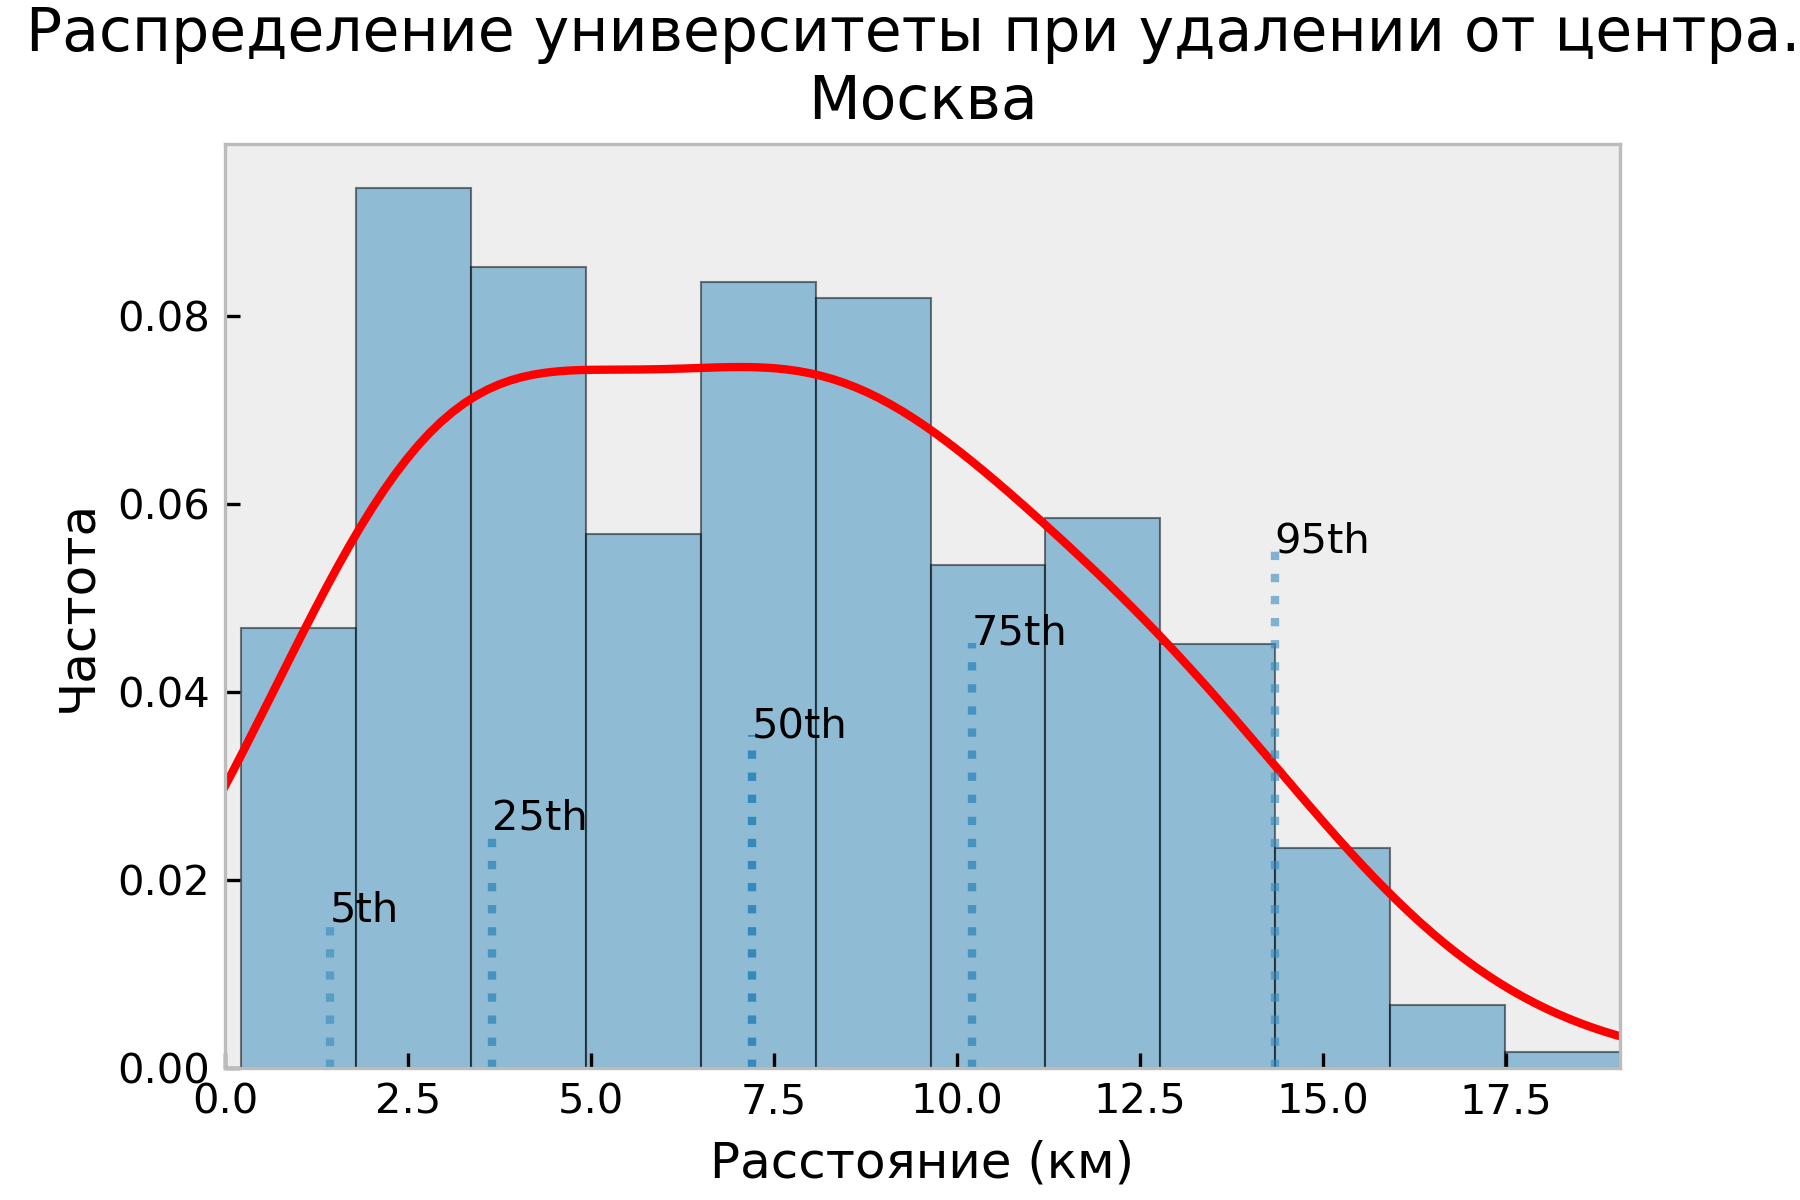 Распределение университеты при удалении от центра.
Москва
Частота
0.08
0.06
0.04
0.02
0.00
5th
25th
50th
75th
95th
0.0 2.5 5.0 7.5 10.0 12.5 15.0 17.5
Расстояние (км)